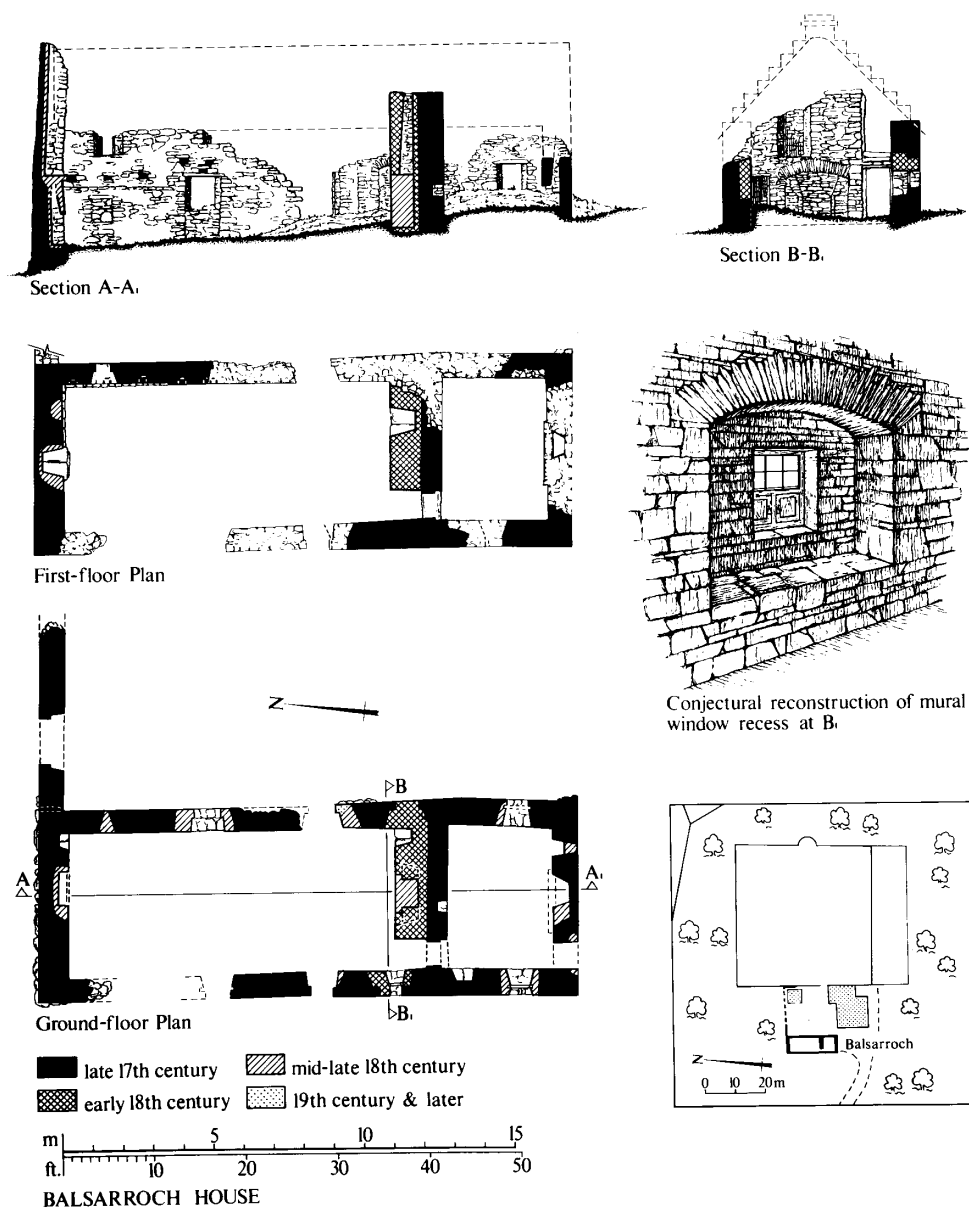 Section A-A₁
Section B-B₁
First-floor Plan
Conjectural reconstruction of mural
window recess at B₁
N
B
A
A₁
B₁
Ground-floor Plan
late 17th century
mid-late 18th century
early 18th century
19th century & later
m 5 10 15
ft. 10 20 30 40 50
BALSARROCH HOUSE
Balsarroch
N
0 10 20m